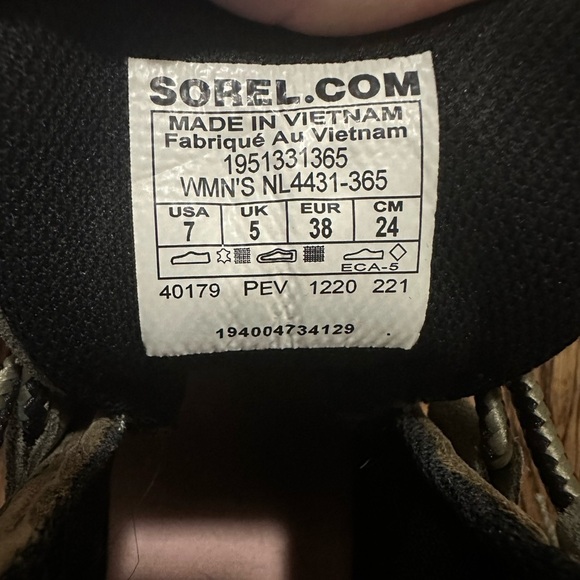 SOREL.COM
MADE IN VIETNAM
Fabriqué Au Vietnam
1951331365
WMN'S NL4431-365
USA UK EUR CM
7 5 38 24
ECA-5
40179 PEV 1220 221
194004734129